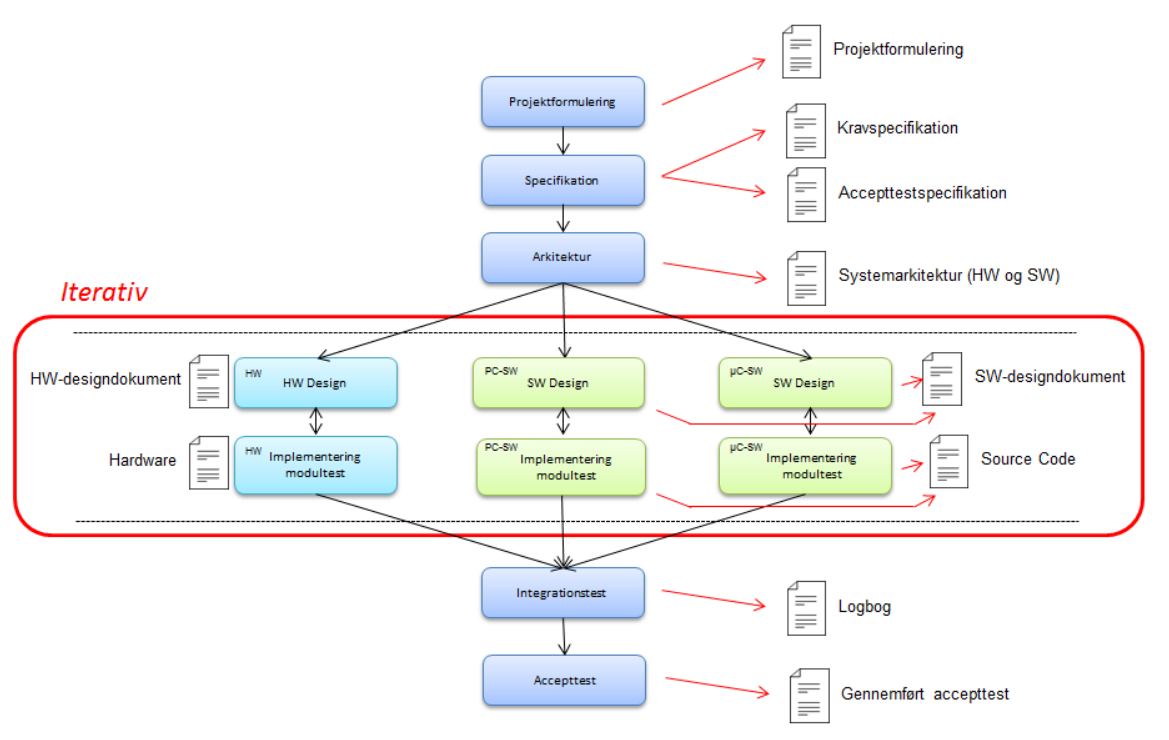 Projektformulering
Projektformulering
Kravspecifikation
Specifikation
Accepttestspecifikation
Arkitektur
Systemarkitektur (HW og SW)
Iterativ
HW-designdokument
HW
HW Design
PC-SW
SW Design
µC-SW
SW Design
SW-designdokument
Hardware
HW
Implementering
modultest
PC-SW
Implementering
modultest
µC-SW
Implementering
modultest
Source Code
Integrationstest
Logbog
Accepttest
Gennemført accepttest